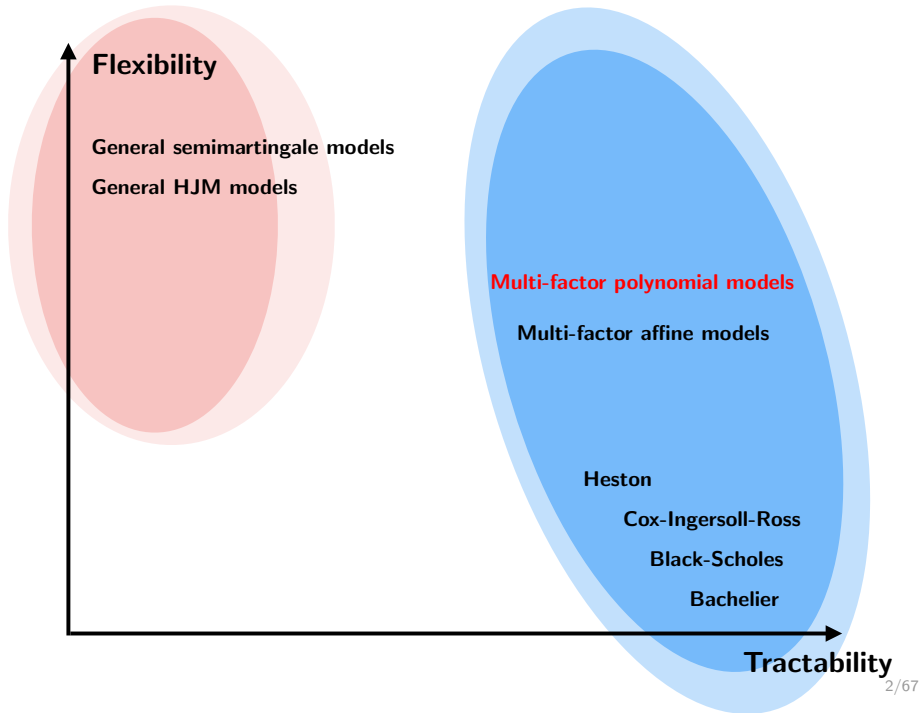 Flexibility
General semimartingale models
General HJM models
Multi-factor polynomial models
Multi-factor affine models
Heston
Cox-Ingersoll-Ross
Black-Scholes
Bachelier
Tractability
2/67